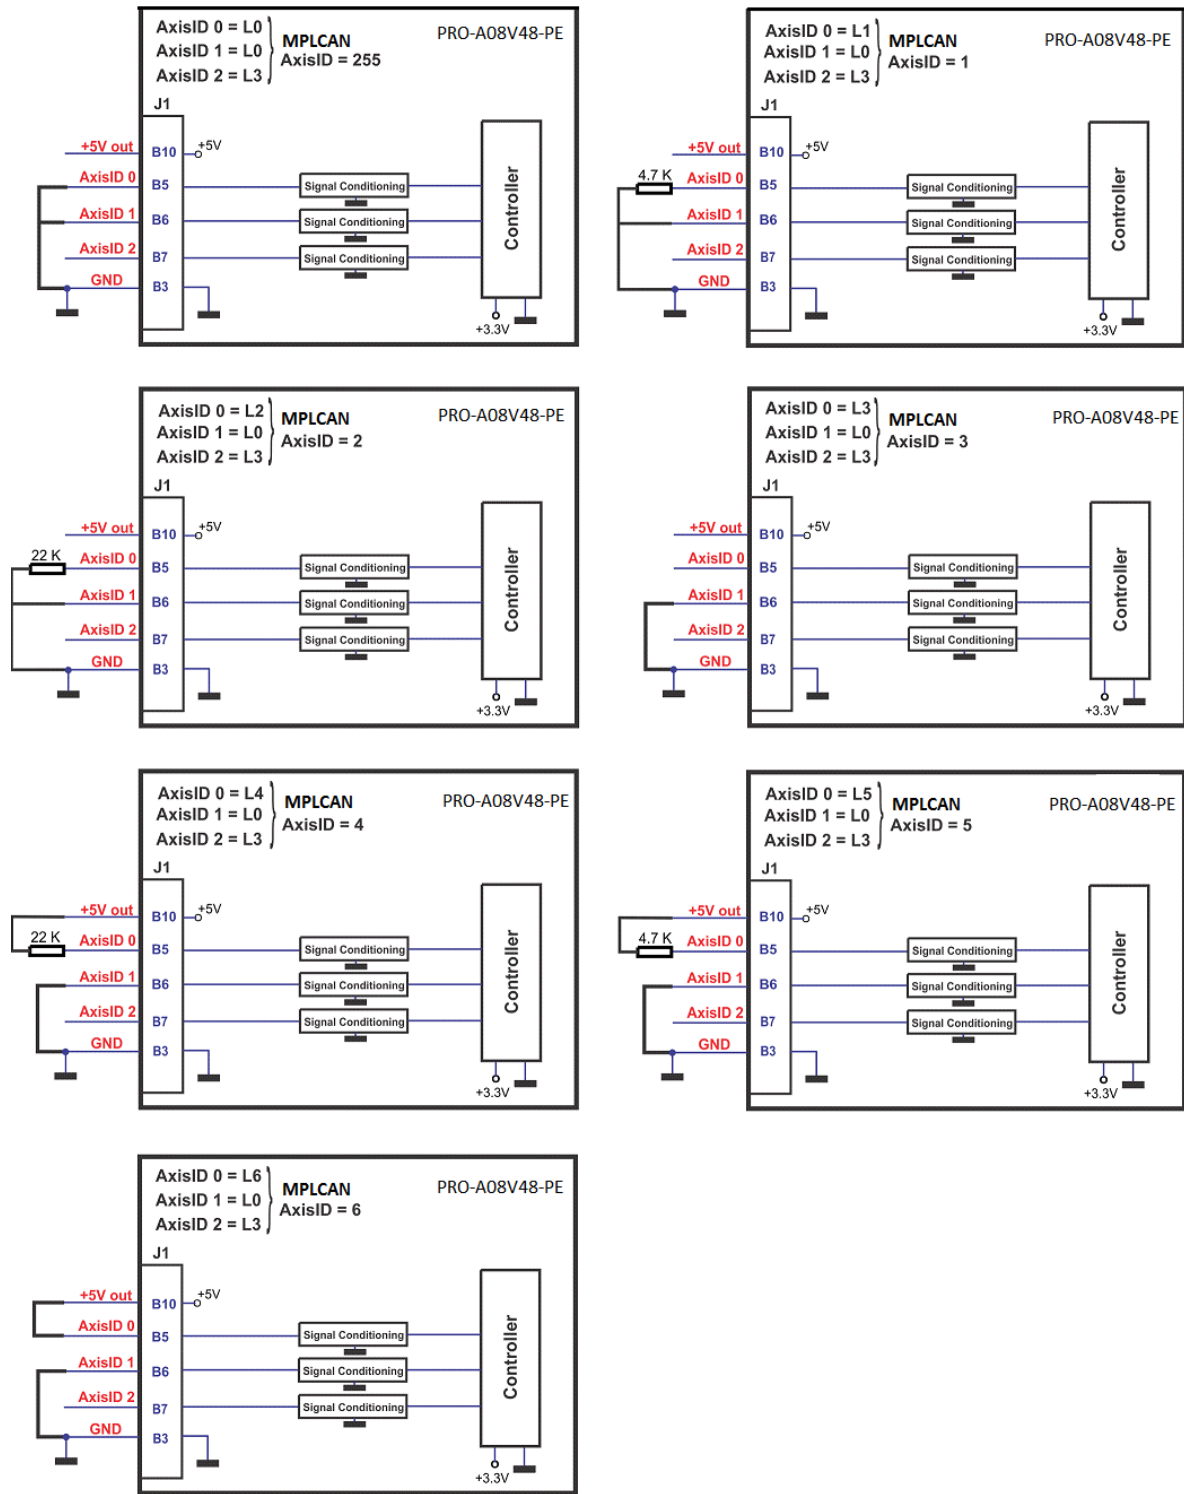 AxisID 0 = L0
AxisID 1 = L0
AxisID 2 = L3
MPLCAN
AxisID = 255
PRO-A08V48-PE
J1
+5V out
B10
+5V
AxisID 0
B5
Signal Conditioning
AxisID 1
B6
Signal Conditioning
AxisID 2
B7
Signal Conditioning
GND
B3
Controller
+3.3V
AxisID 0 = L1
AxisID 1 = L0
AxisID 2 = L3
MPLCAN
AxisID = 1
PRO-A08V48-PE
J1
+5V out
B10
+5V
4.7 K
AxisID 0
B5
Signal Conditioning
AxisID 1
B6
Signal Conditioning
AxisID 2
B7
Signal Conditioning
GND
B3
Controller
+3.3V
AxisID 0 = L2
AxisID 1 = L0
AxisID 2 = L3
MPLCAN
AxisID = 2
PRO-A08V48-PE
J1
+5V out
B10
+5V
22 K
AxisID 0
B5
Signal Conditioning
AxisID 1
B6
Signal Conditioning
AxisID 2
B7
Signal Conditioning
GND
B3
Controller
+3.3V
AxisID 0 = L3
AxisID 1 = L0
AxisID 2 = L3
MPLCAN
AxisID = 3
PRO-A08V48-PE
J1
+5V out
B10
+5V
AxisID 0
B5
Signal Conditioning
AxisID 1
B6
Signal Conditioning
AxisID 2
B7
Signal Conditioning
GND
B3
Controller
+3.3V
AxisID 0 = L4
AxisID 1 = L0
AxisID 2 = L3
MPLCAN
AxisID = 4
PRO-A08V48-PE
J1
+5V out
B10
+5V
22 K
AxisID 0
B5
Signal Conditioning
AxisID 1
B6
Signal Conditioning
AxisID 2
B7
Signal Conditioning
GND
B3
Controller
+3.3V
AxisID 0 = L5
AxisID 1 = L0
AxisID 2 = L3
MPLCAN
AxisID = 5
PRO-A08V48-PE
J1
+5V out
B10
+5V
4.7 K
AxisID 0
B5
Signal Conditioning
AxisID 1
B6
Signal Conditioning
AxisID 2
B7
Signal Conditioning
GND
B3
Controller
+3.3V
AxisID 0 = L6
AxisID 1 = L0
AxisID 2 = L3
MPLCAN
AxisID = 6
PRO-A08V48-PE
J1
+5V out
B10
+5V
AxisID 0
B5
Signal Conditioning
AxisID 1
B6
Signal Conditioning
AxisID 2
B7
Signal Conditioning
GND
B3
Controller
+3.3V